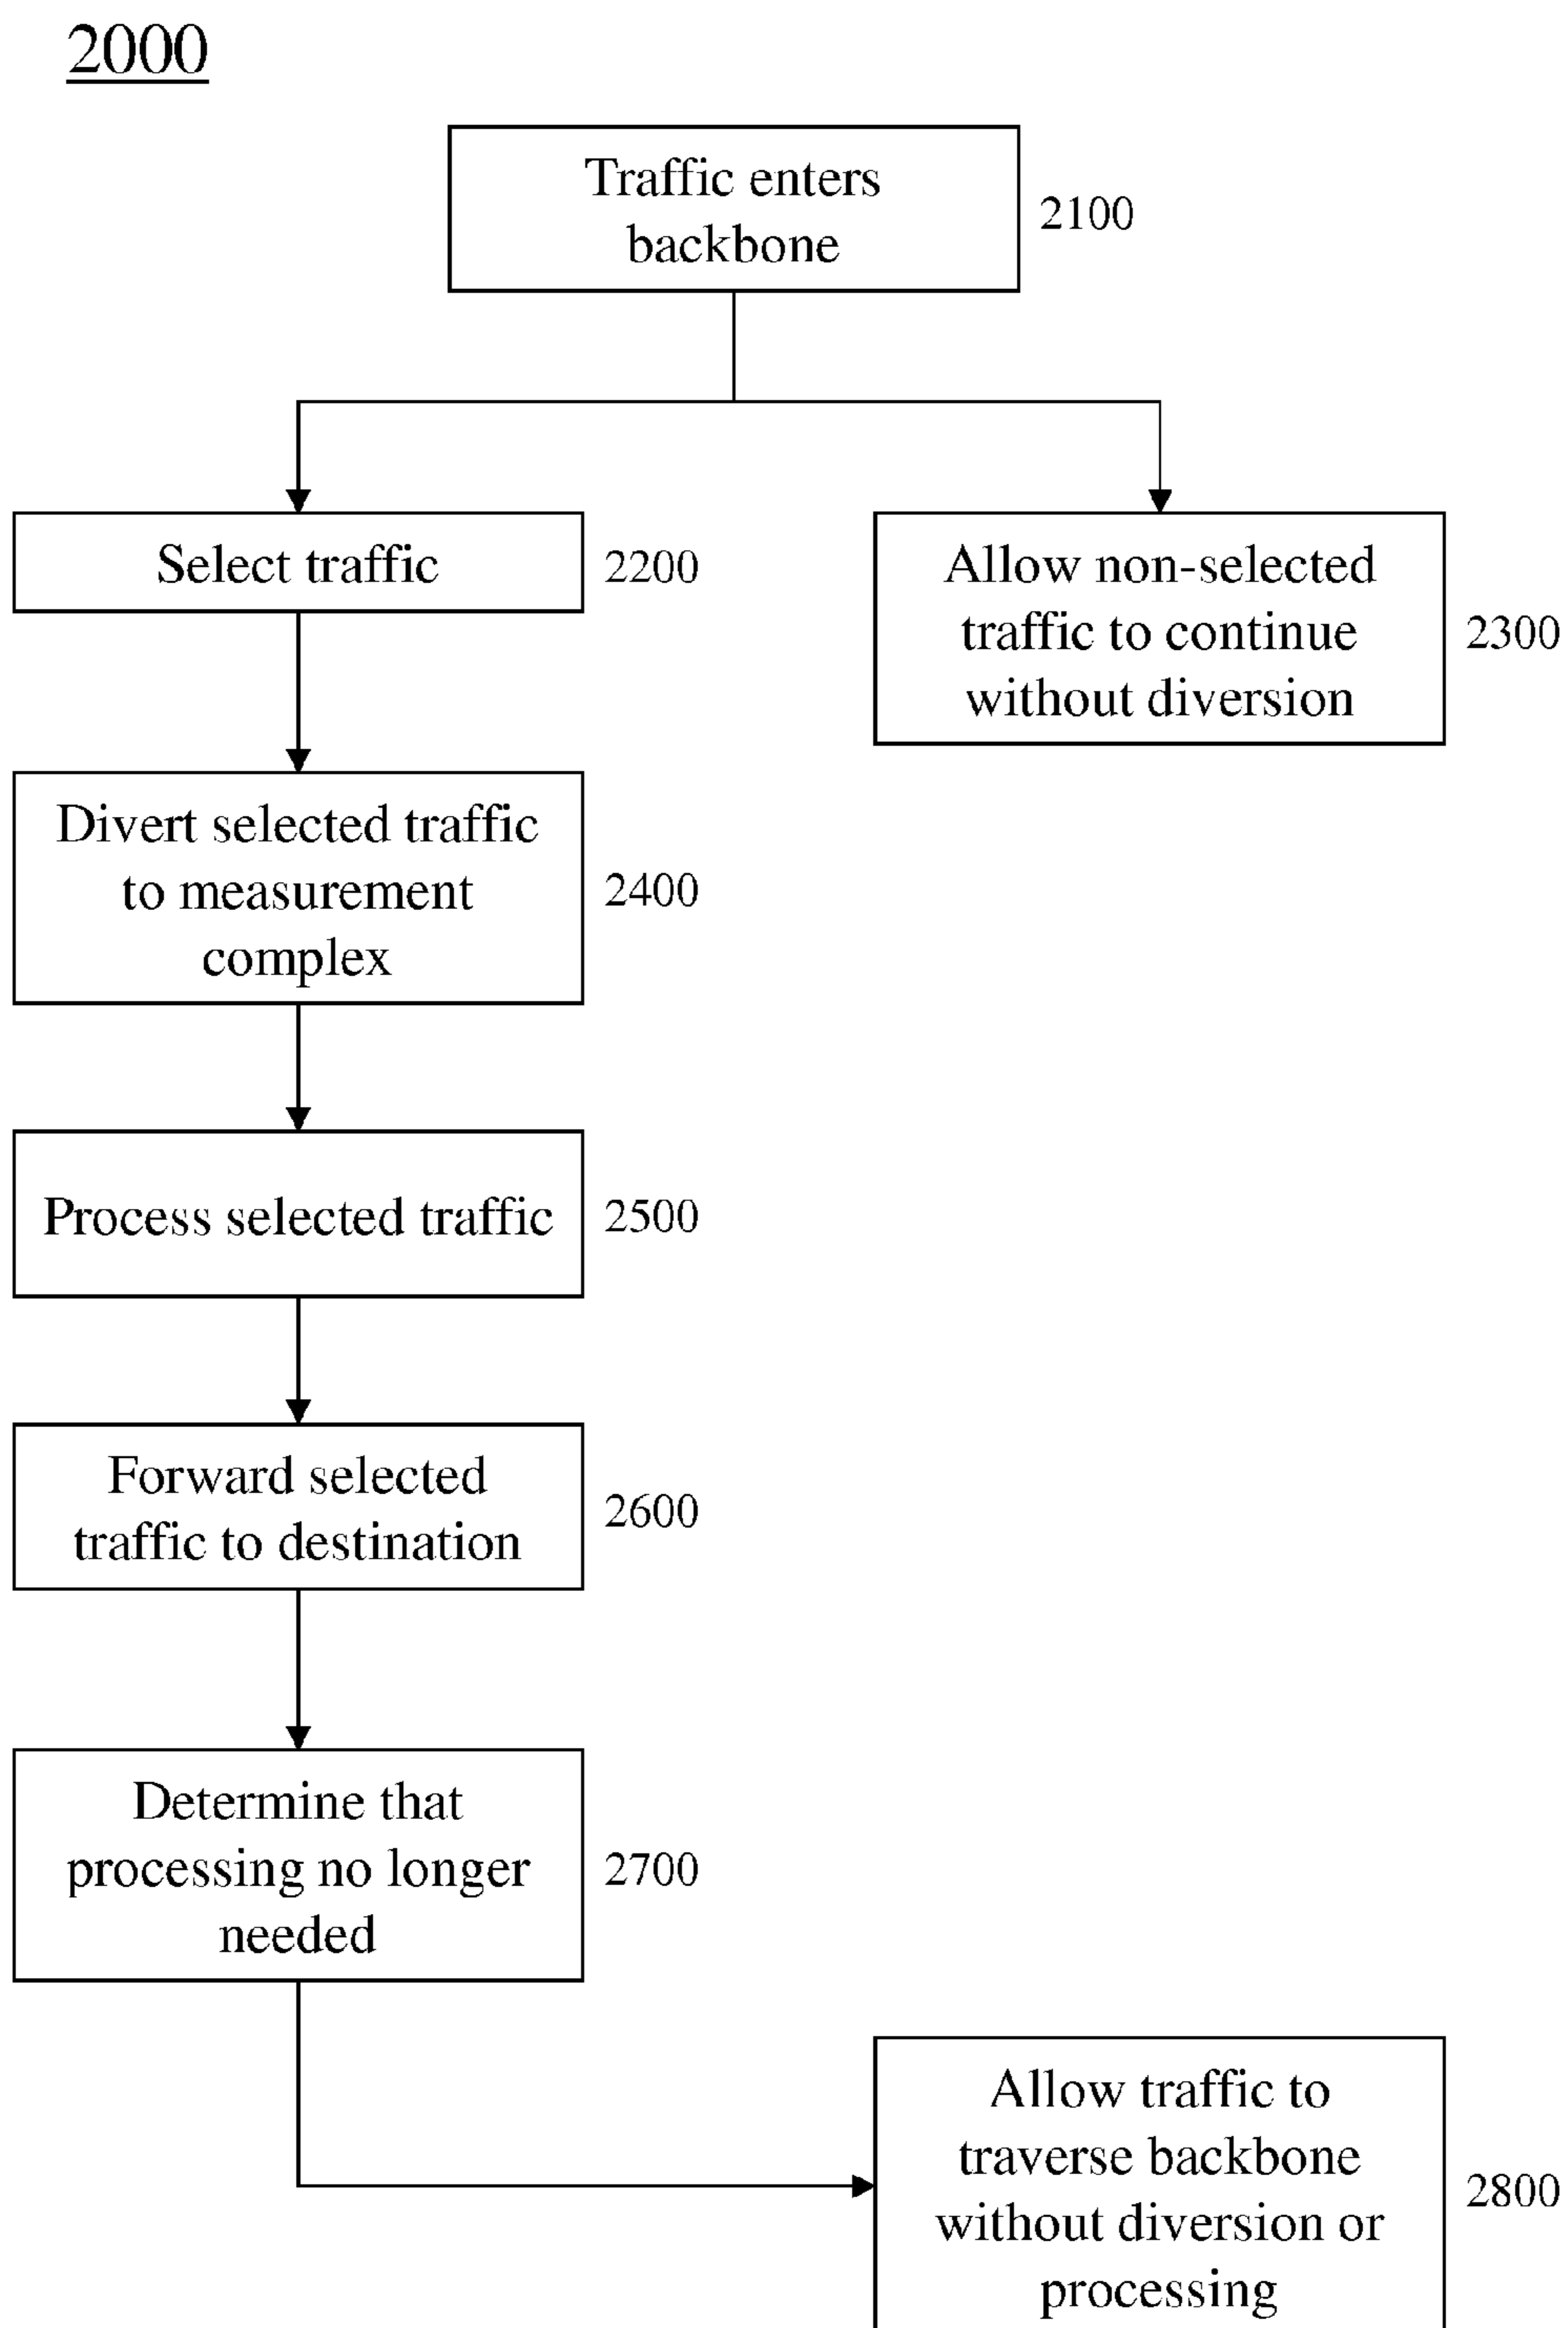 2000
Traffic enters
backbone
2100
Select traffic
2200
Allow non-selected
traffic to continue
without diversion
2300
Divert selected traffic
to measurement
complex
2400
Process selected traffic
2500
Forward selected
traffic to destination
2600
Determine that
processing no longer
needed
2700
Allow traffic to
traverse backbone
without diversion or
processing
2800